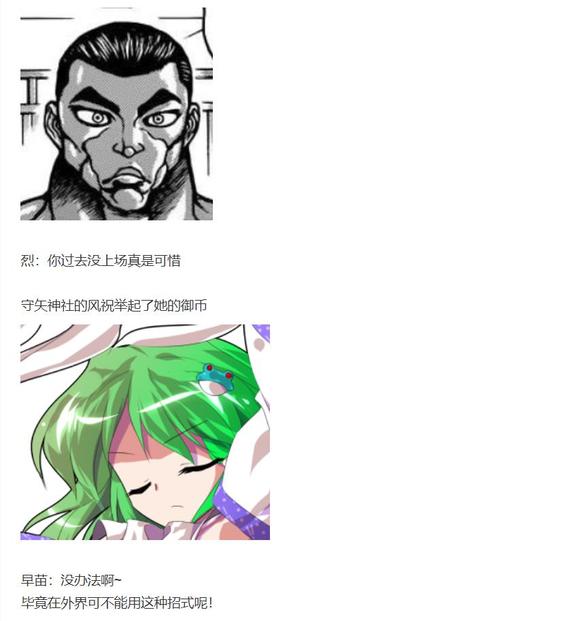 烈：你过去没上场真是可惜
守矢神社的风祝举起了她的御币
早苗：没办法啊~
毕竟在外界可不能用这种招式呢！